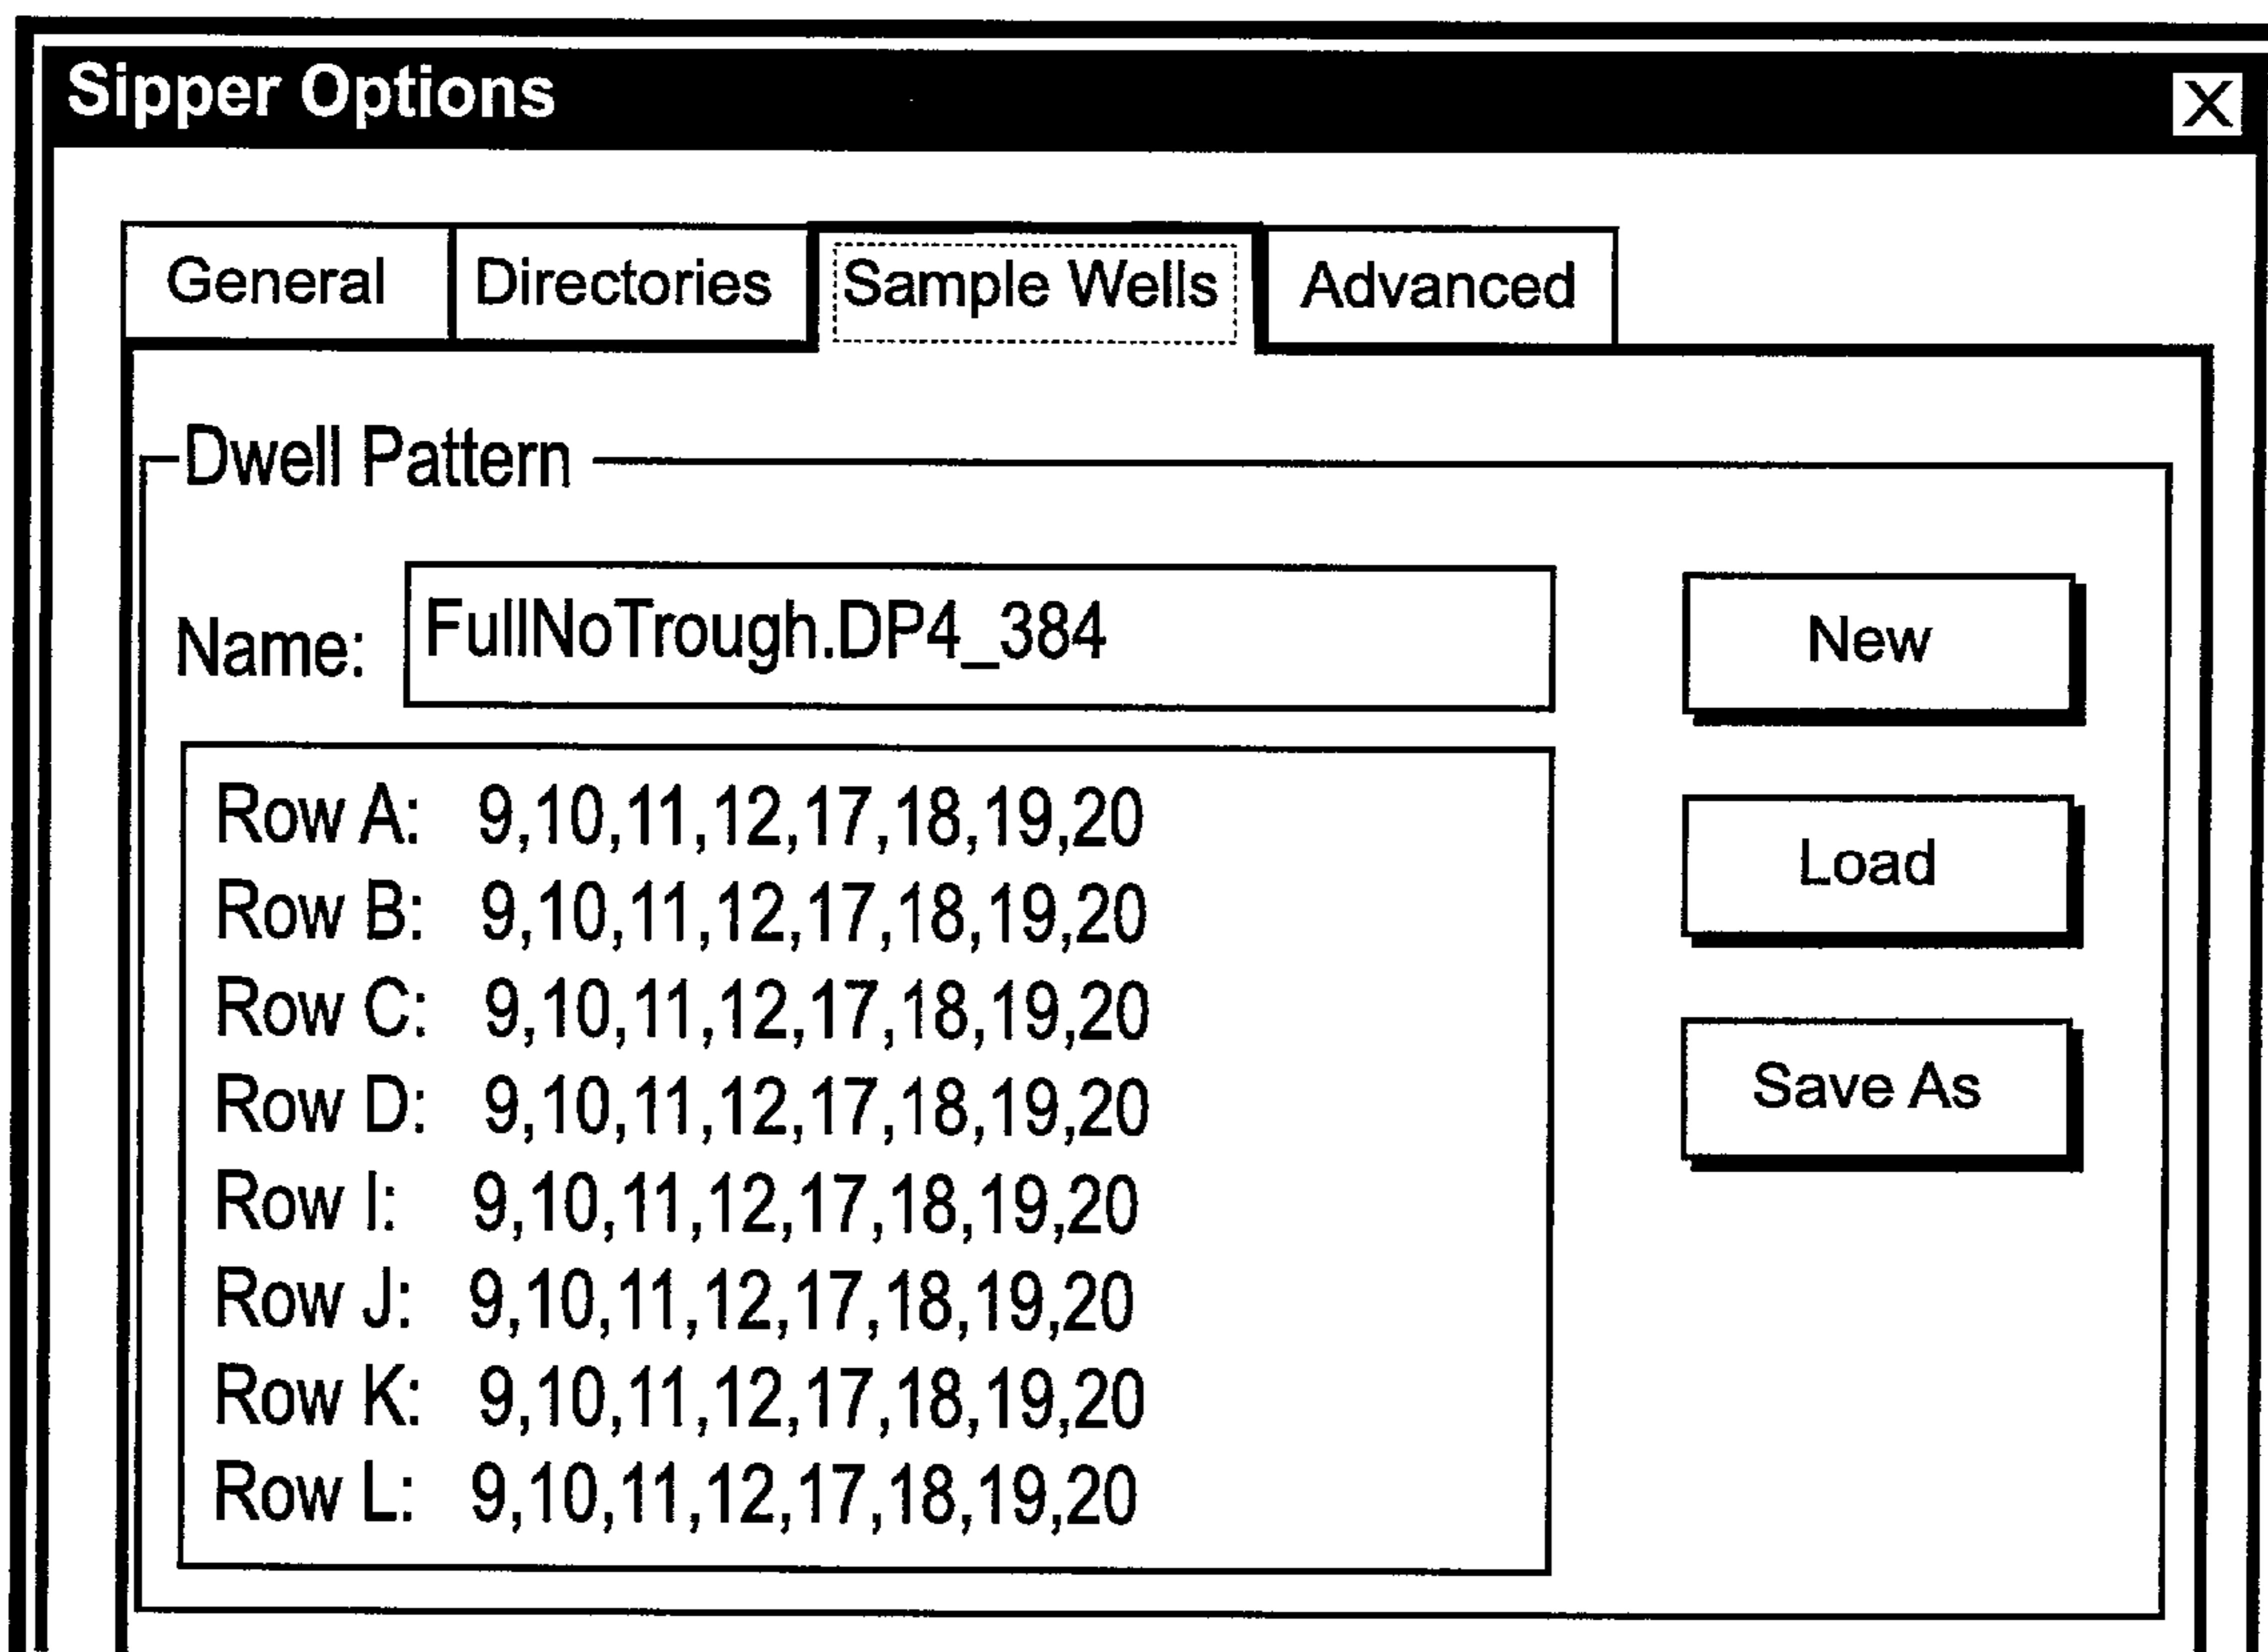 Sipper Options X
General Directories Sample Wells Advanced
Dwell Pattern
Name: FullNoTrough.DP4_384 New
Row A: 9,10,11,12,17,18,19,20 Load
Row B: 9,10,11,12,17,18,19,20
Row C: 9,10,11,12,17,18,19,20
Row D: 9,10,11,12,17,18,19,20 Save As
Row I: 9,10,11,12,17,18,19,20
Row J: 9,10,11,12,17,18,19,20
Row K: 9,10,11,12,17,18,19,20
Row L: 9,10,11,12,17,18,19,20